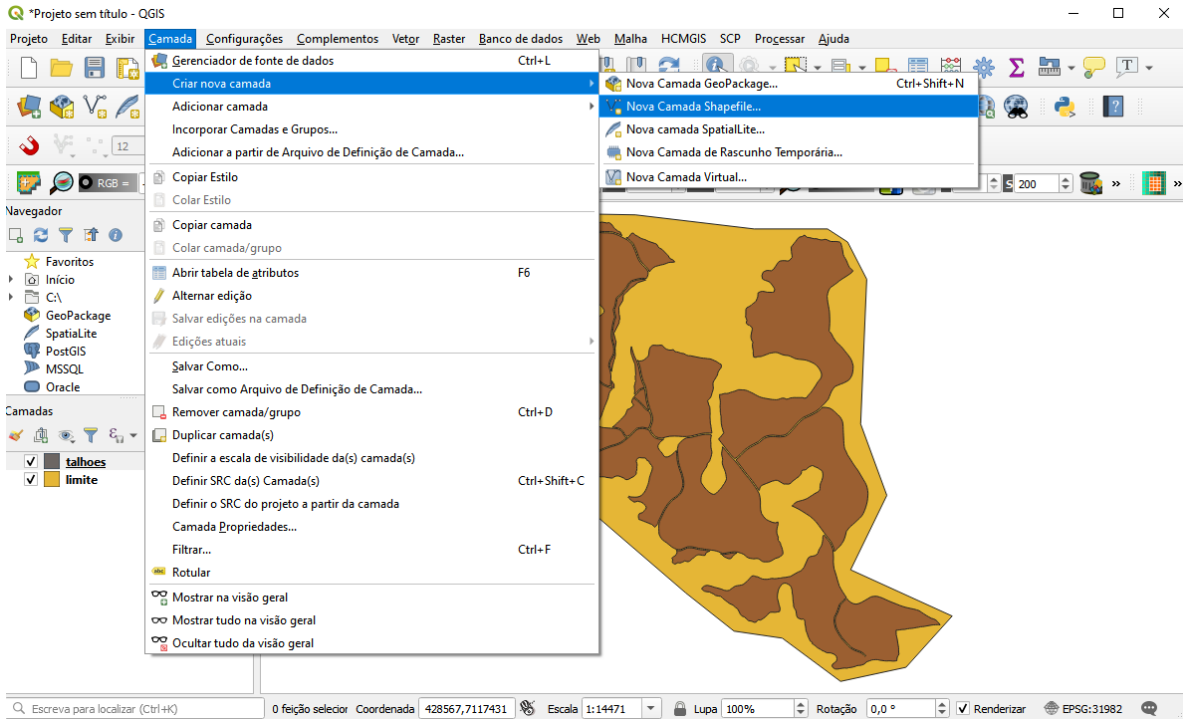 *Projeto sem título - QGIS
Projeto Editar Exibir Camada Configurações Complementos Vetor Raster Banco de dados Web Malha HCMGIS SCP Processar Ajuda
Gerenciador de fonte de dados Ctrl+L
Criar nova camada
Adicionar camada
Incorporar Camadas e Grupos...
Adicionar a partir de Arquivo de Definição de Camada...
Copiar Estilo
Colar Estilo
Copiar camada
Colar camada/grupo
Abrir tabela de atributos F6
Alternar edição
Salvar edições na camada
Edições atuais
Salvar Como...
Salvar como Arquivo de Definição de Camada...
Remover camada/grupo Ctrl+D
Duplicar camada(s)
Definir a escala de visibilidade da(s) camada(s)
Definir SRC da(s) Camada(s) Ctrl+Shift+C
Definir o SRC do projeto a partir da camada
Camada Propriedades...
Filtrar... Ctrl+F
Rotular
Mostrar na visão geral
Mostrar tudo na visão geral
Ocultar tudo da visão geral
Nova Camada GeoPackage... Ctrl+Shift+N
Nova Camada Shapefile...
Nova camada SpatialLite...
Nova Camada de Rascunho Temporária...
Nova Camada Virtual...
12
RGB =
S 200
Navegador
Favoritos
Início
C:\
GeoPackage
SpatiaLite
PostGIS
MSSQL
Oracle
Camadas
talhoes
limite
Escreva para localizar (Ctrl+K) 0 feição selecior Coordenada 428567,7117431 Escala 1:14471 Lupa 100% Rotação 0,0 ° Renderizar EPSG:31982